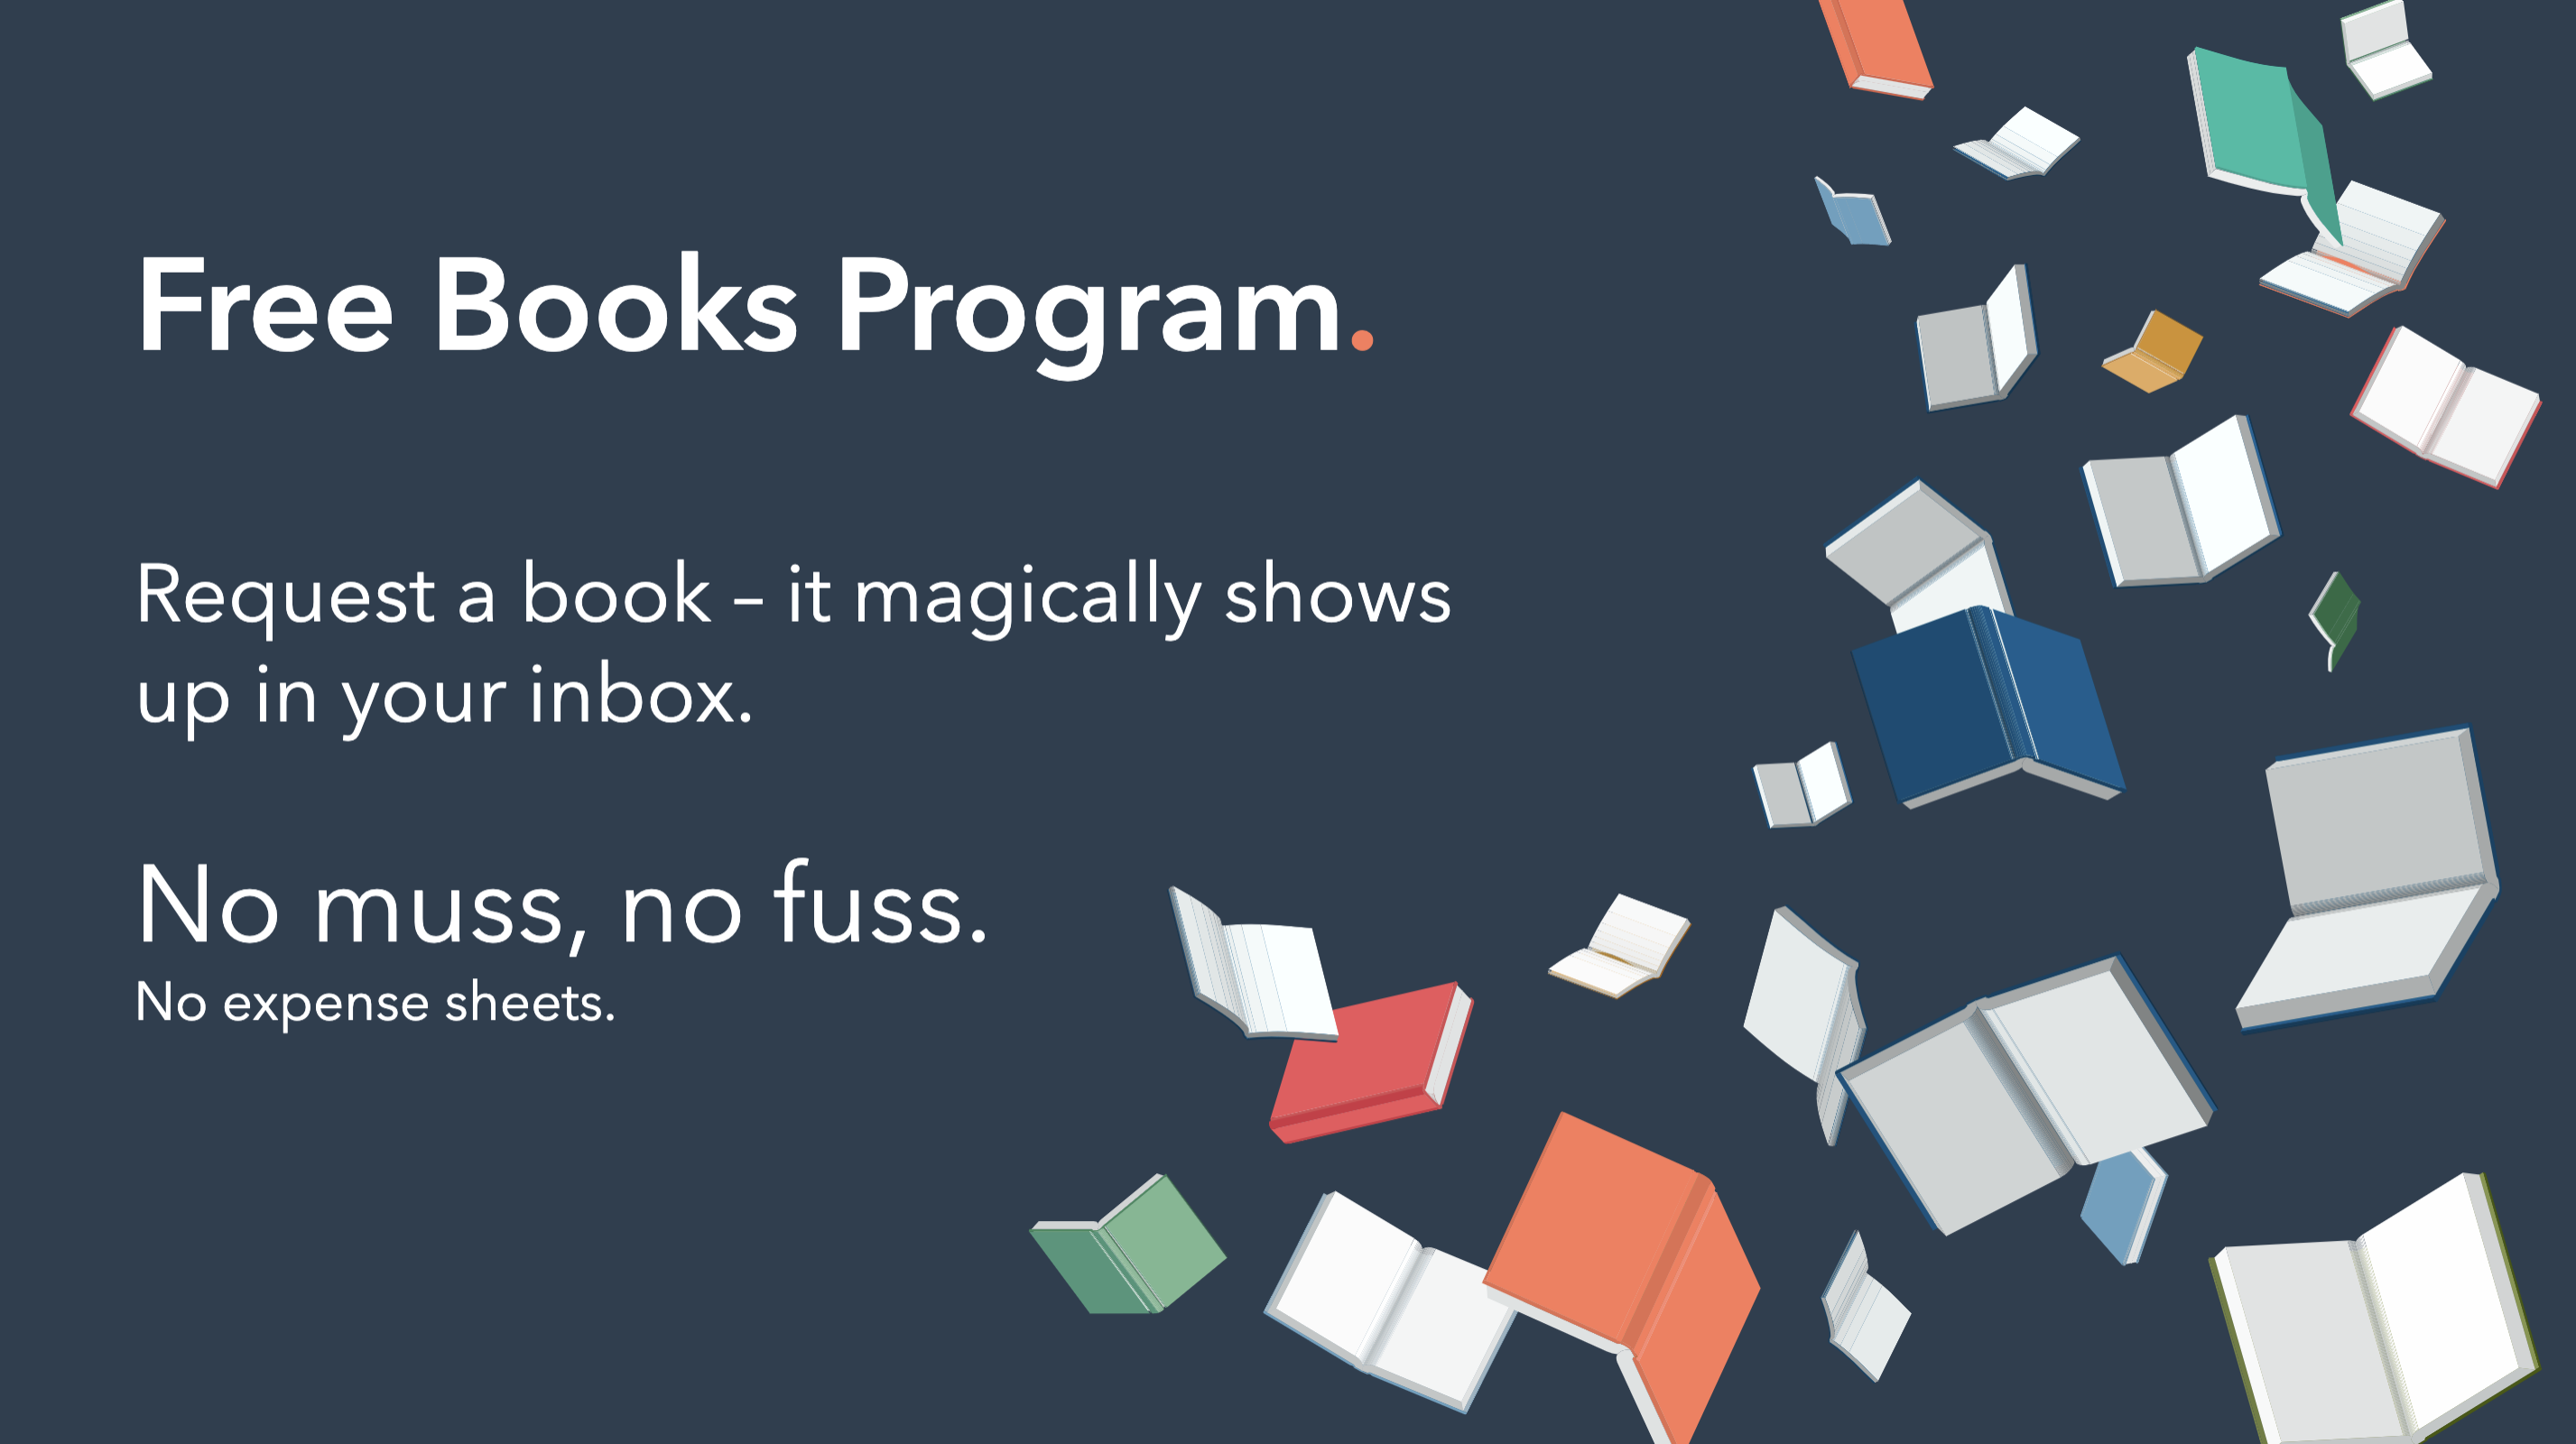 Free Books Program.
Request a book – it magically shows
up in your inbox.
No muss, no fuss.
No expense sheets.